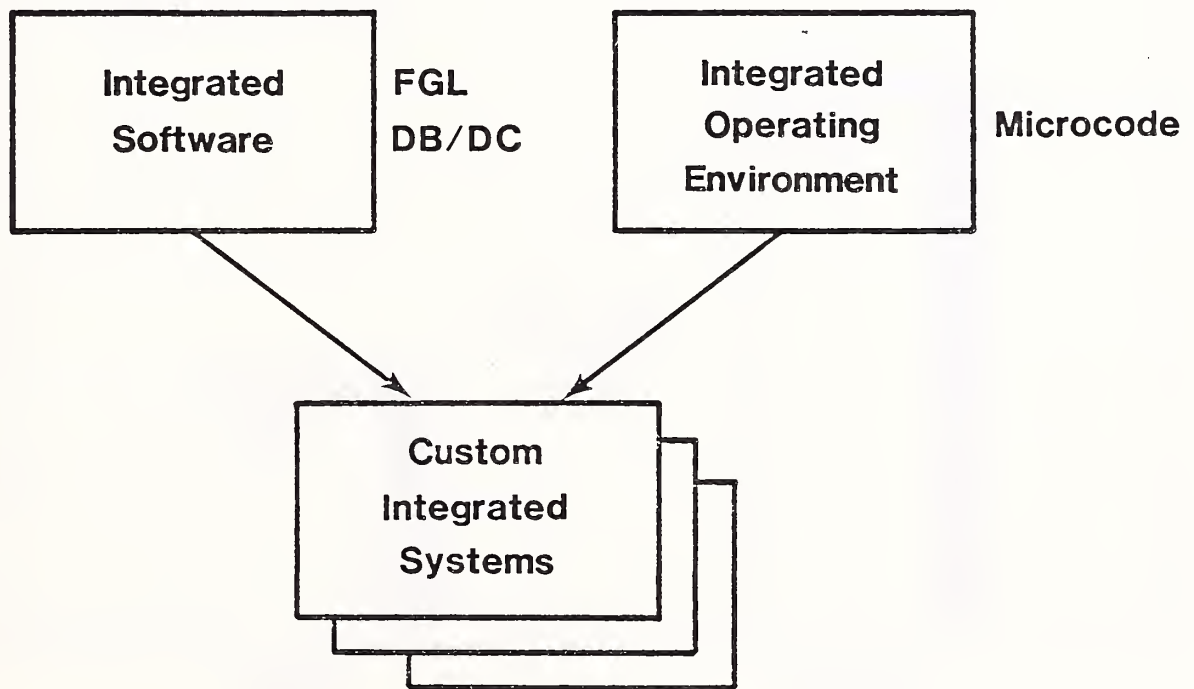 Integrated
Software
FGL
DB/DC
Integrated
Operating
Environment
Microcode
Custom
Integrated
Systems